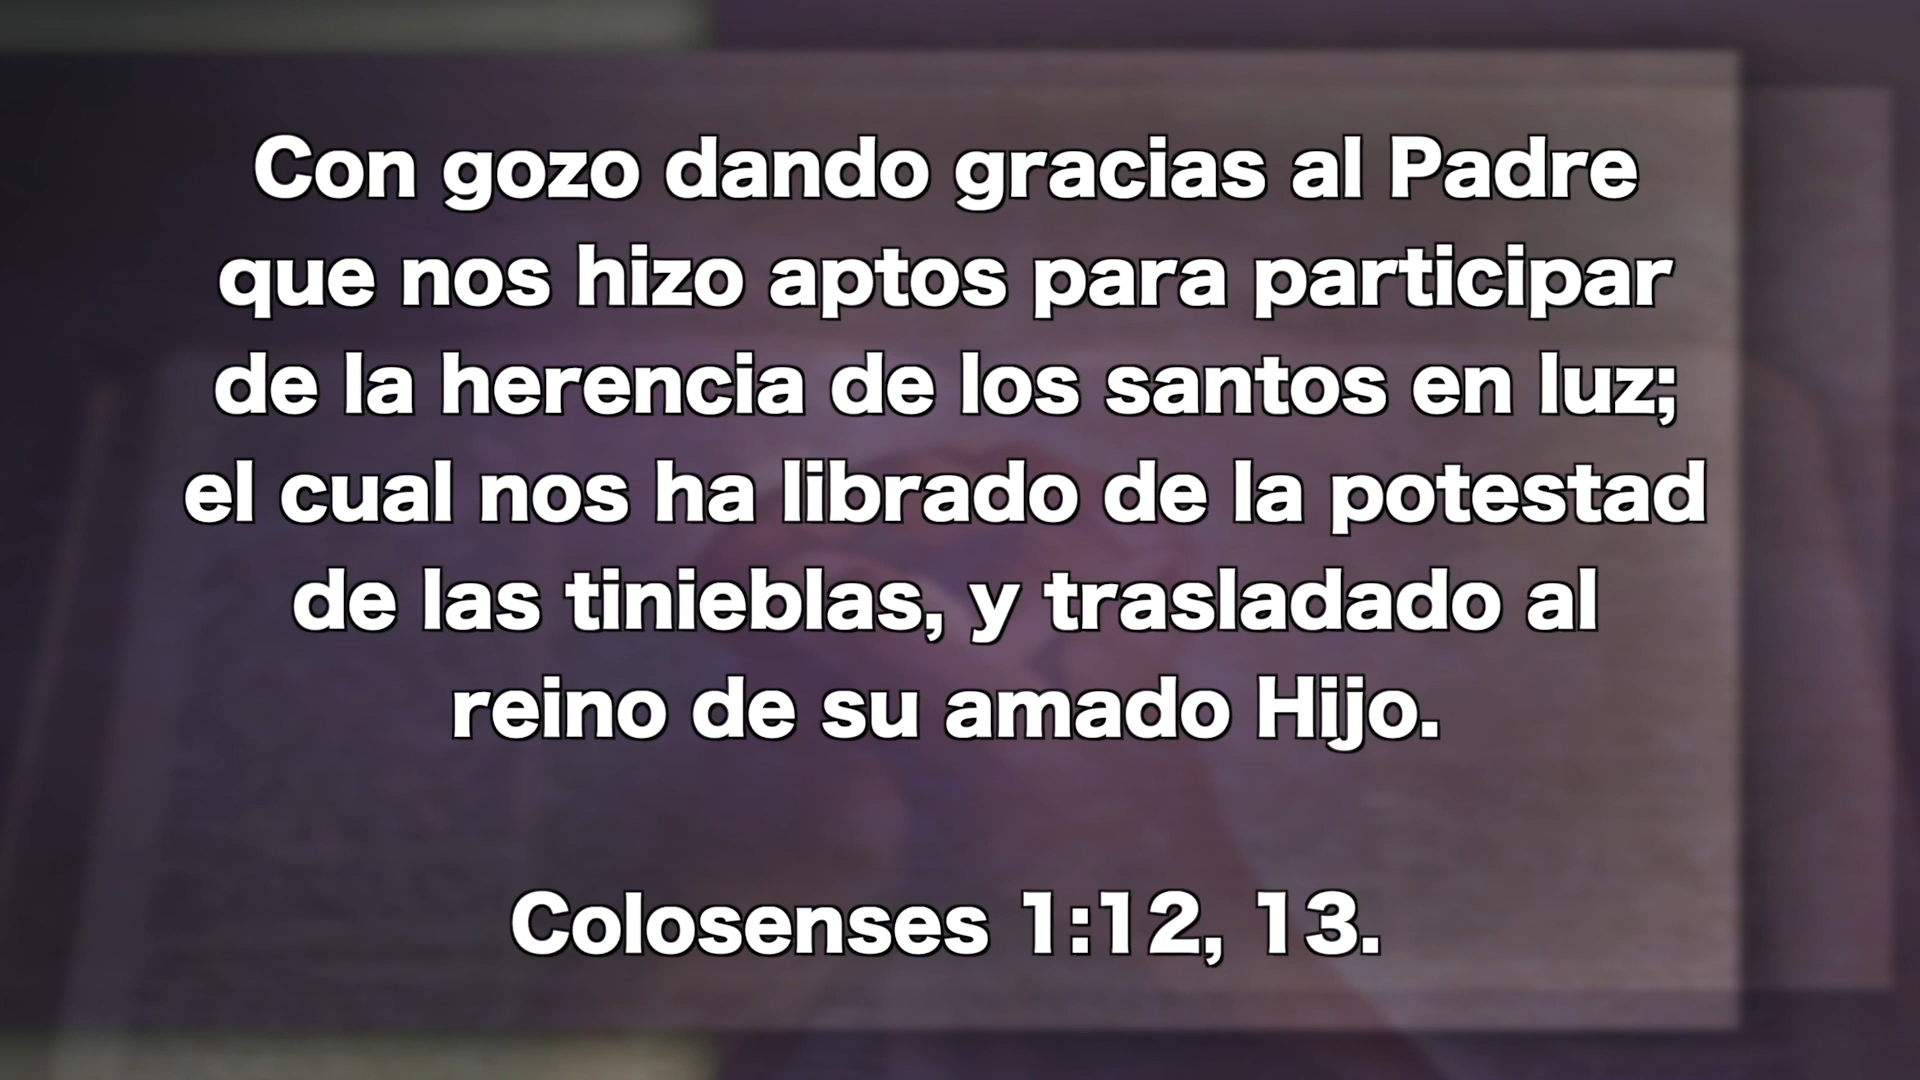 Con gozo dando gracias al Padre
que nos hizo aptos para participar
de la herencia de los santos en luz;
el cual nos ha librado de la potestad
de las tinieblas, y trasladado al
reino de su amado Hijo.
Colosenses 1:12, 13.